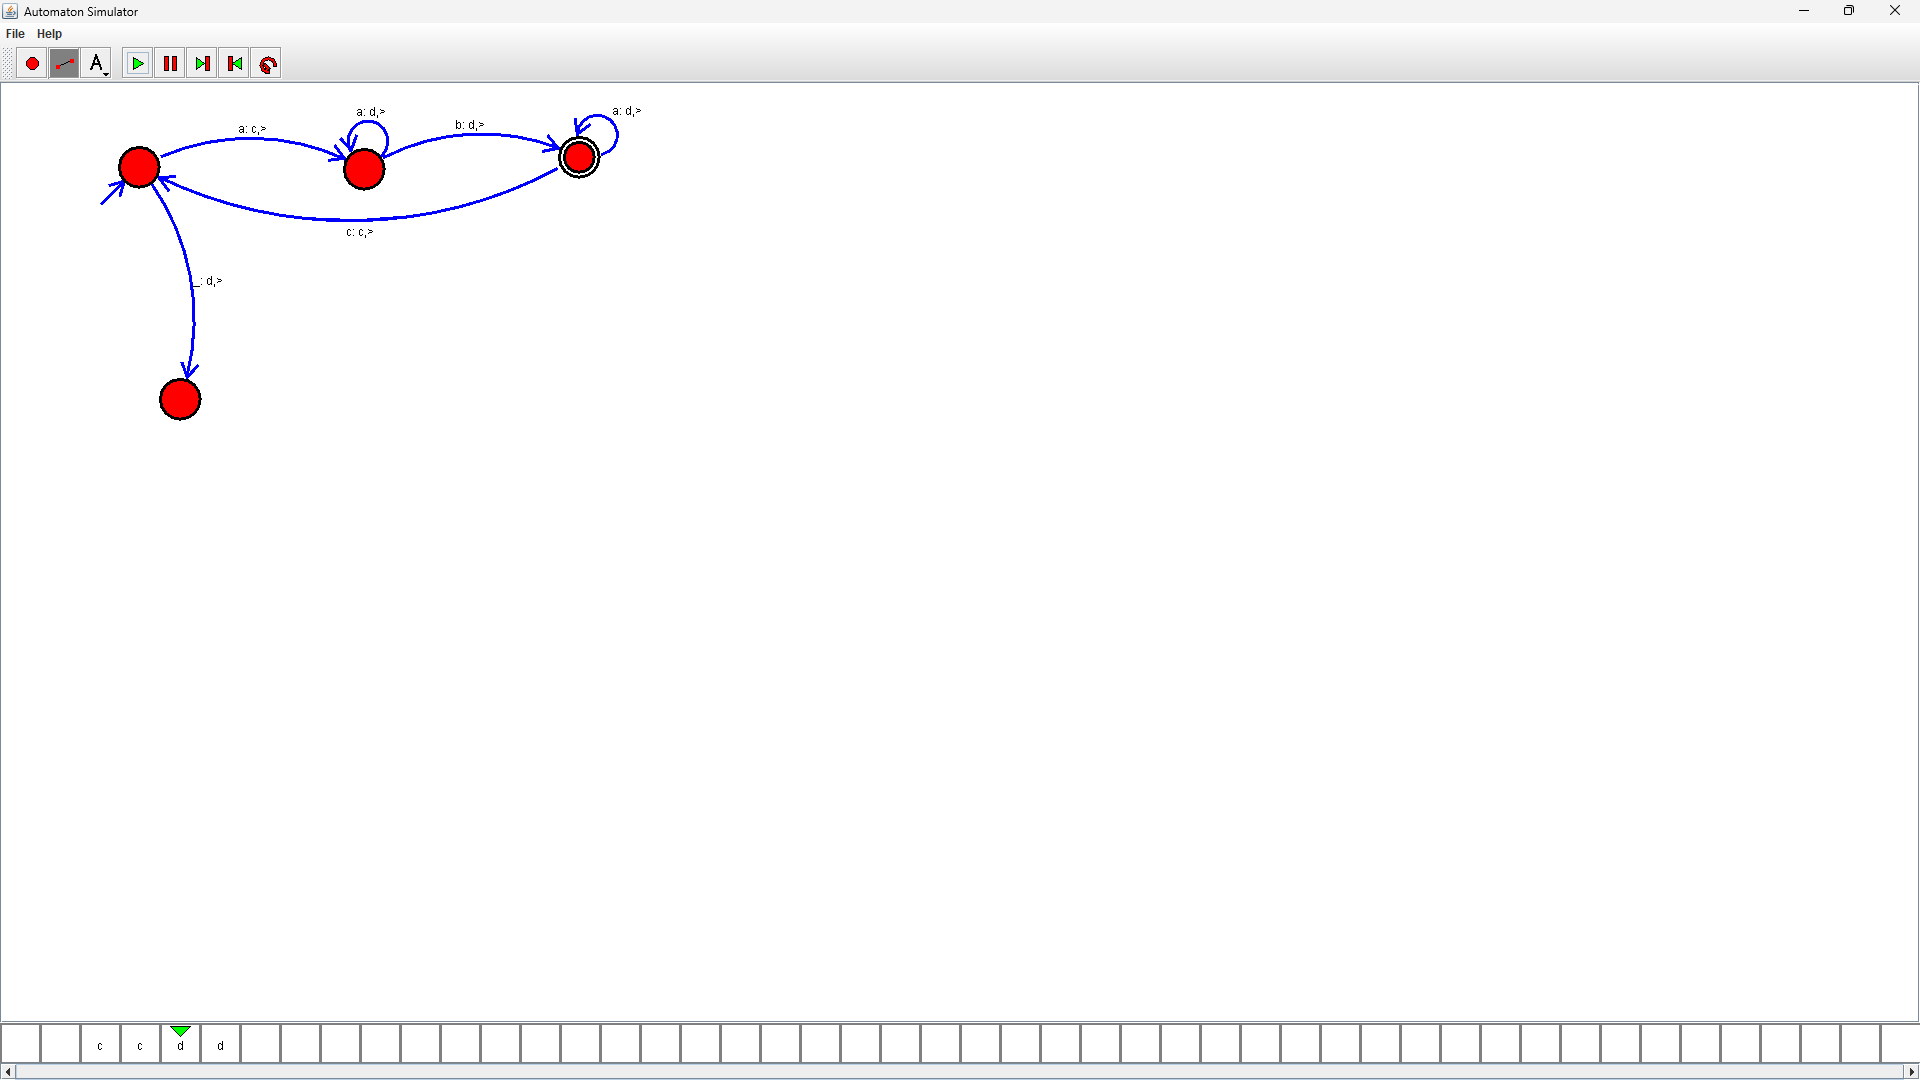 Automaton Simulator
File Help
A
a: d,>
a: d,>
b: d,>
a: c,>
c: c,>
_: d,>
c c d d